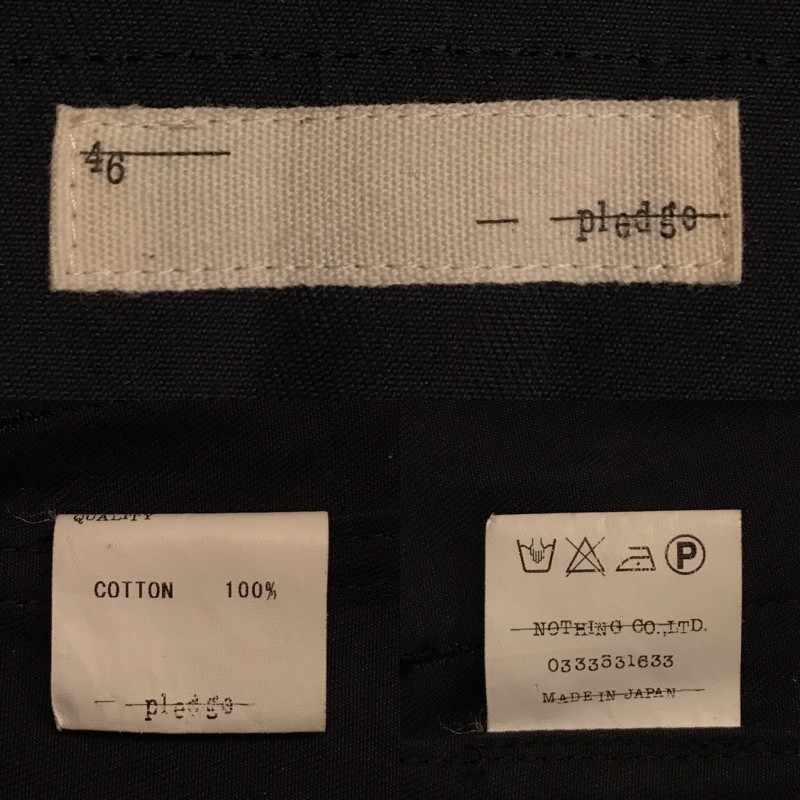 46
pledge
QUALITY
COTTON 100%
pledge
P
NOTHING CO.,LTD.
0333531633
MADE IN JAPAN